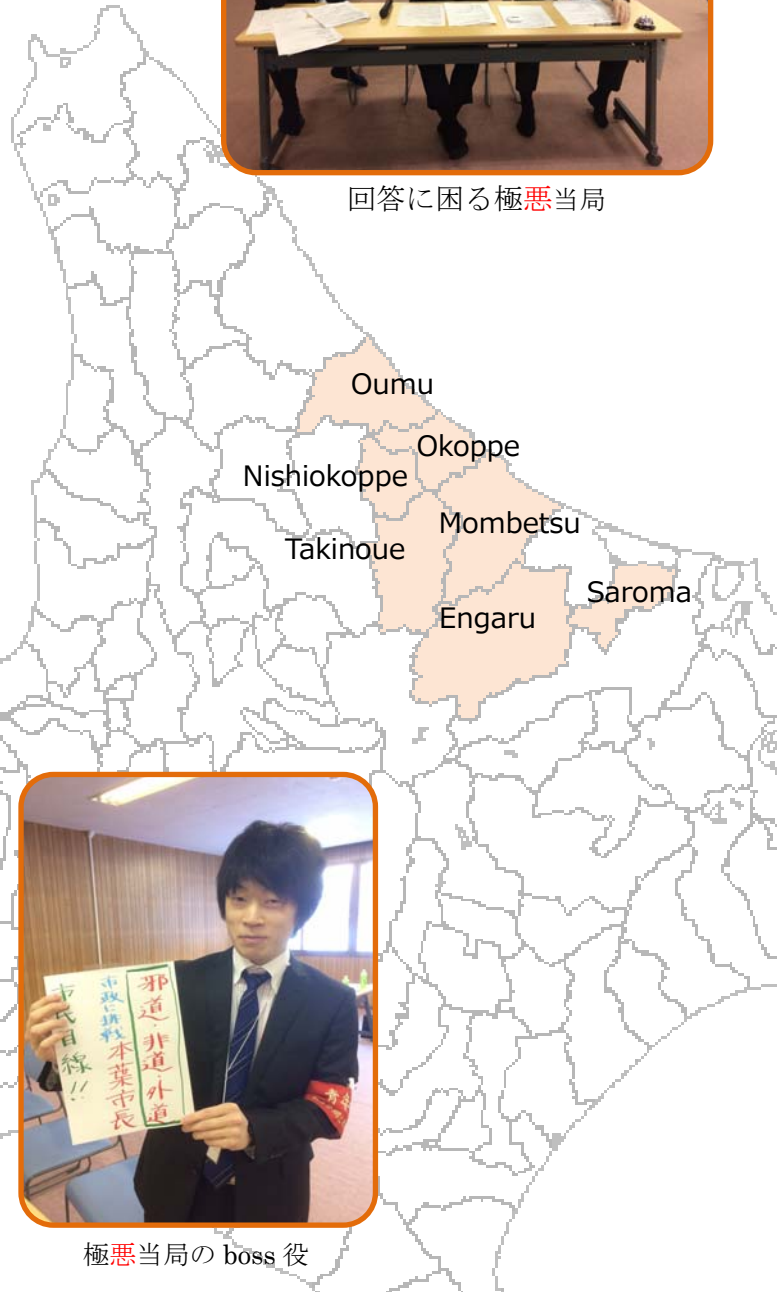 回答に困る極悪当局
Oumu
Okoppe
Nishiokoppe
Mombetsu
Takinoue
Saroma
Engaru
邪道・非道・外道
市政に挑戦 本葉市長
市民目線!!
極悪当局の boss 役